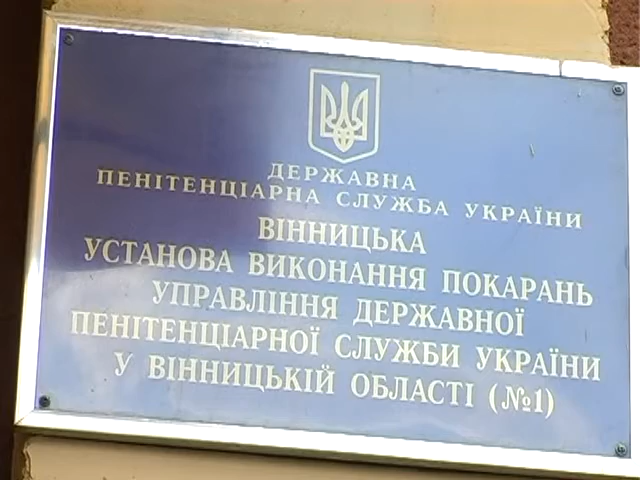 ДЕРЖАВНА
ПЕНІТЕНЦІАРНА СЛУЖБА УКРАЇНИ
ВІННИЦЬКА
УСТАНОВА ВИКОНАННЯ ПОКАРАНЬ
УПРАВЛІННЯ ДЕРЖАВНОЇ
ПЕНІТЕНЦІАРНОЇ СЛУЖБИ УКРАЇНИ
У ВІННИЦЬКІЙ ОБЛАСТІ (№1)